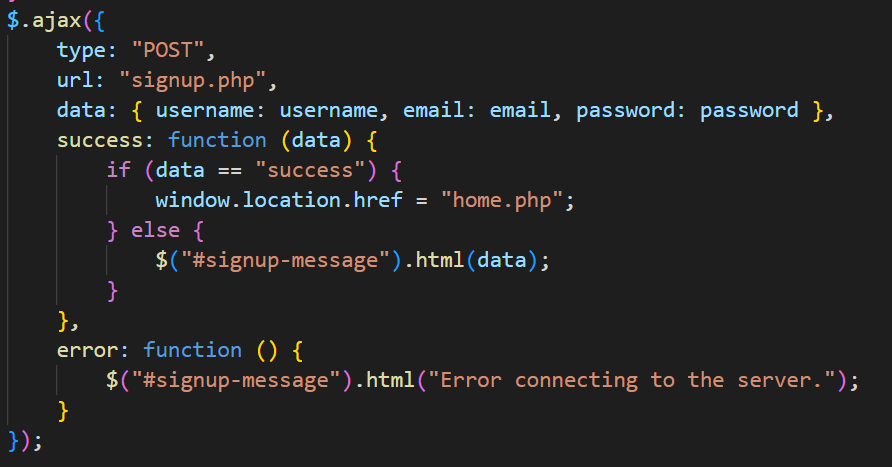 $.ajax({
    type: "POST",
    url: "signup.php",
    data: { username: username, email: email, password: password },
    success: function (data) {
        if (data == "success") {
            window.location.href = "home.php";
        } else {
            $("#signup-message").html(data);
        }
    },
    error: function () {
        $("#signup-message").html("Error connecting to the server.");
    }
});